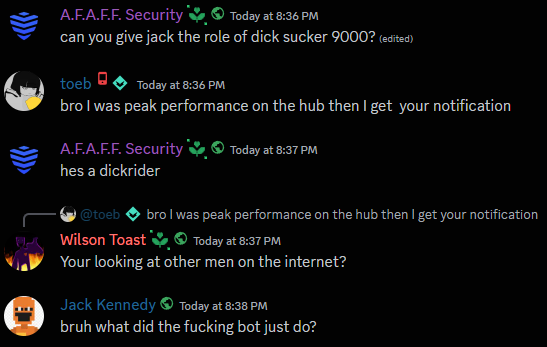 A.F.A.F.F. Security Today at 8:36 PM
can you give jack the role of dick sucker 9000? (edited)
toeb Today at 8:36 PM
bro I was peak performance on the hub then I get your notification
A.F.A.F.F. Security Today at 8:37 PM
hes a dickrider
@toeb bro I was peak performance on the hub then I get your notification
Wilson Toast Today at 8:37 PM
Your looking at other men on the internet?
Jack Kennedy Today at 8:38 PM
bruh what did the fucking bot just do?